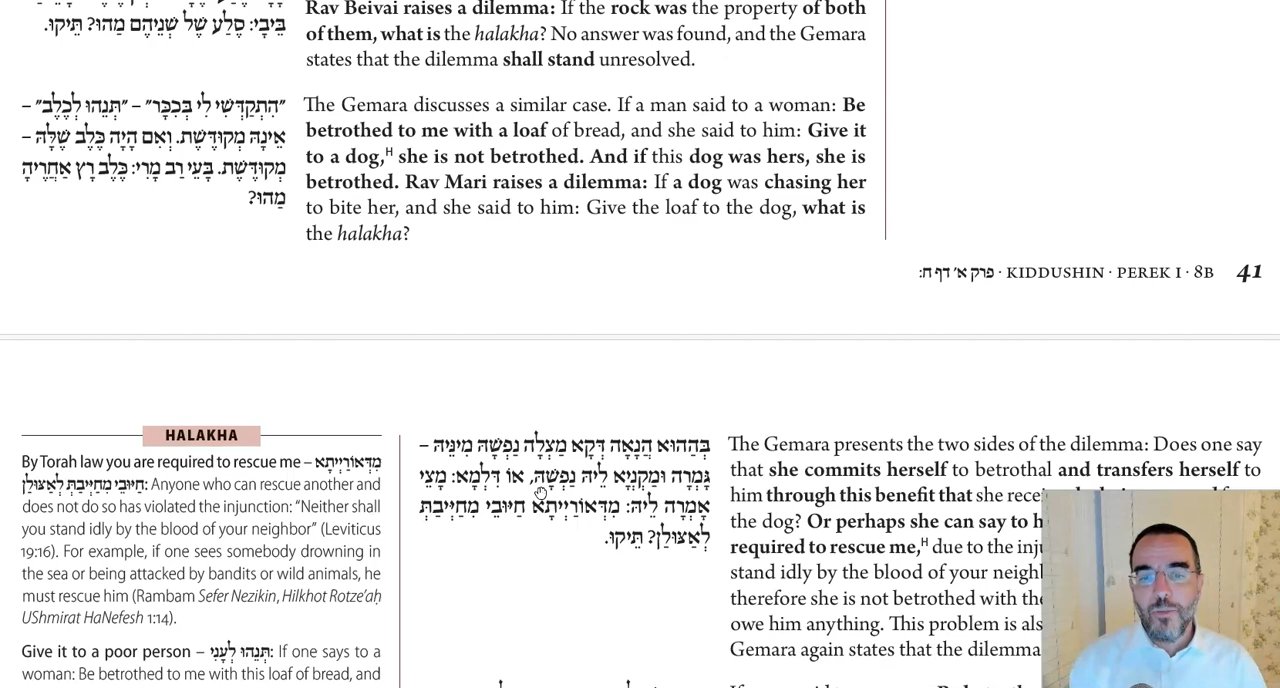 בֵּיבַי: סֶלַע שֶׁל שְׁנֵיהֶם מַהוּ? תֵּיקוּ.
Rav Beivai raises a dilemma: If the rock was the property of both
of them, what is the halakha? No answer was found, and the Gemara
states that the dilemma shall stand unresolved.
״הִתְקַדְּשִׁי לִי בְּכִכָּר״ – ״תְּנֵהוּ לְכֶלֶב״ –
אֵינָהּ מְקוּדֶּשֶׁת. וְאִם הָיָה כֶּלֶב שֶׁלָּהּ –
מְקוּדֶּשֶׁת. בָּעֵי רַב מָרִי: כֶּלֶב רָץ אַחֲרֶיהָ
מַהוּ?
The Gemara discusses a similar case. If a man said to a woman: Be
betrothed to me with a loaf of bread, and she said to him: Give it
to a dog,H she is not betrothed. And if this dog was hers, she is
betrothed. Rav Mari raises a dilemma: If a dog was chasing her
to bite her, and she said to him: Give the loaf to the dog, what is
the halakha?
פרק א׳ דף ח: · KIDDUSHIN · PEREK I · 8B 41
HALAKHA
By Torah law you are required to rescue me – מִדְּאוֹרָיְיתָא
חַיּוּבֵי מִחַיַּיבַתְּ לְאַצּוֹלַן: Anyone who can rescue another and
does not do so has violated the injunction: “Neither shall
you stand idly by the blood of your neighbor” (Leviticus
19:16). For example, if one sees somebody drowning in
the sea or being attacked by bandits or wild animals, he
must rescue him (Rambam Sefer Nezikin, Hilkhot Rotze’aḥ
UShmirat HaNefesh 1:14).
Give it to a poor person – תְּנֵהוּ לְעָנִי: If one says to a
woman: Be betrothed to me with this loaf of bread, and
בְּהַהוּא הֲנָאָה דְּקָא מַצְּלָה נַפְשָׁהּ מִינֵּיהּ –
גָּמְרָה וּמַקְנְיָא לֵיהּ נַפְשָׁהּ, אוֹ דִּלְמָא: מָצֵי
אָמְרָה לֵיהּ: מִדְּאוֹרָיְיתָא חַיּוּבֵי מִחַיַּיבַתְּ
לְאַצּוֹלַן? תֵּיקוּ.
The Gemara presents the two sides of the dilemma: Does one say
that she commits herself to betrothal and transfers herself to
him through this benefit that she
the dog? Or perhaps she can say to
required to rescue me,H due to the
stand idly by the blood of your
therefore she is not betrothed with
owe him anything. This problem is
Gemara again states that the dilemma